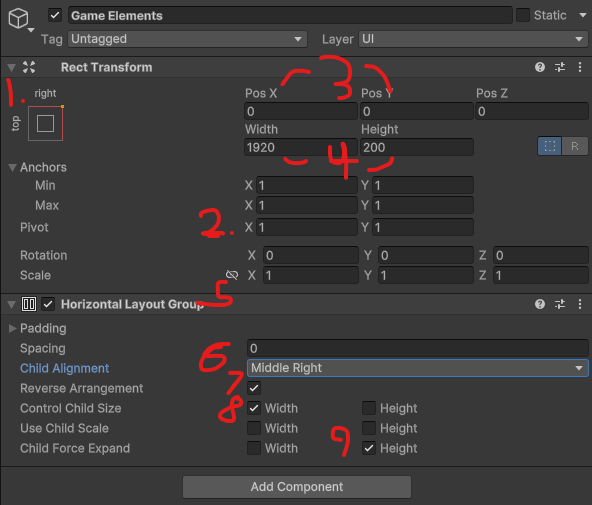 Game Elements Static
Tag Untagged Layer UI
Rect Transform
1. right 3
Pos X Pos Y Pos Z
top 0 0 0
Width Height
1920 4 200 R
Anchors
Min X 1 Y 1
Max X 1 Y 1
2. Pivot X 1 Y 1
Rotation X 0 Y 0 Z 0
Scale X 1 Y 1 Z 1
Horizontal Layout Group 5
Padding
Spacing 0
Child Alignment 6 Middle Right
Reverse Arrangement 7
Control Child Size 8 Width Height
Use Child Scale Width Height
Child Force Expand Width 9 Height
Add Component